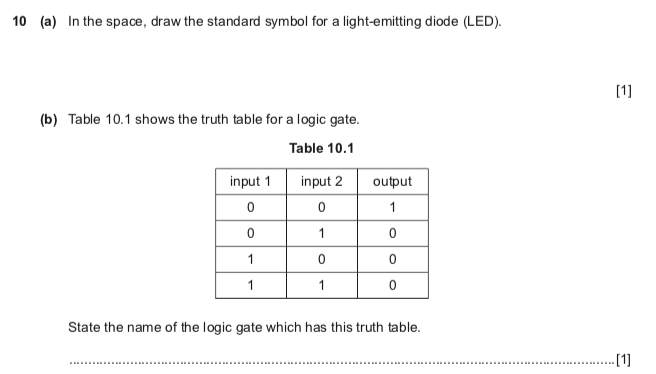 10 (a) In the space, draw the standard symbol for a light-emitting diode (LED).
[1]
(b) Table 10.1 shows the truth table for a logic gate.
Table 10.1
input 1 input 2 output
0 0 1
0 1 0
1 0 0
1 1 0
State the name of the logic gate which has this truth table.
...............................................................................................................................................[1]